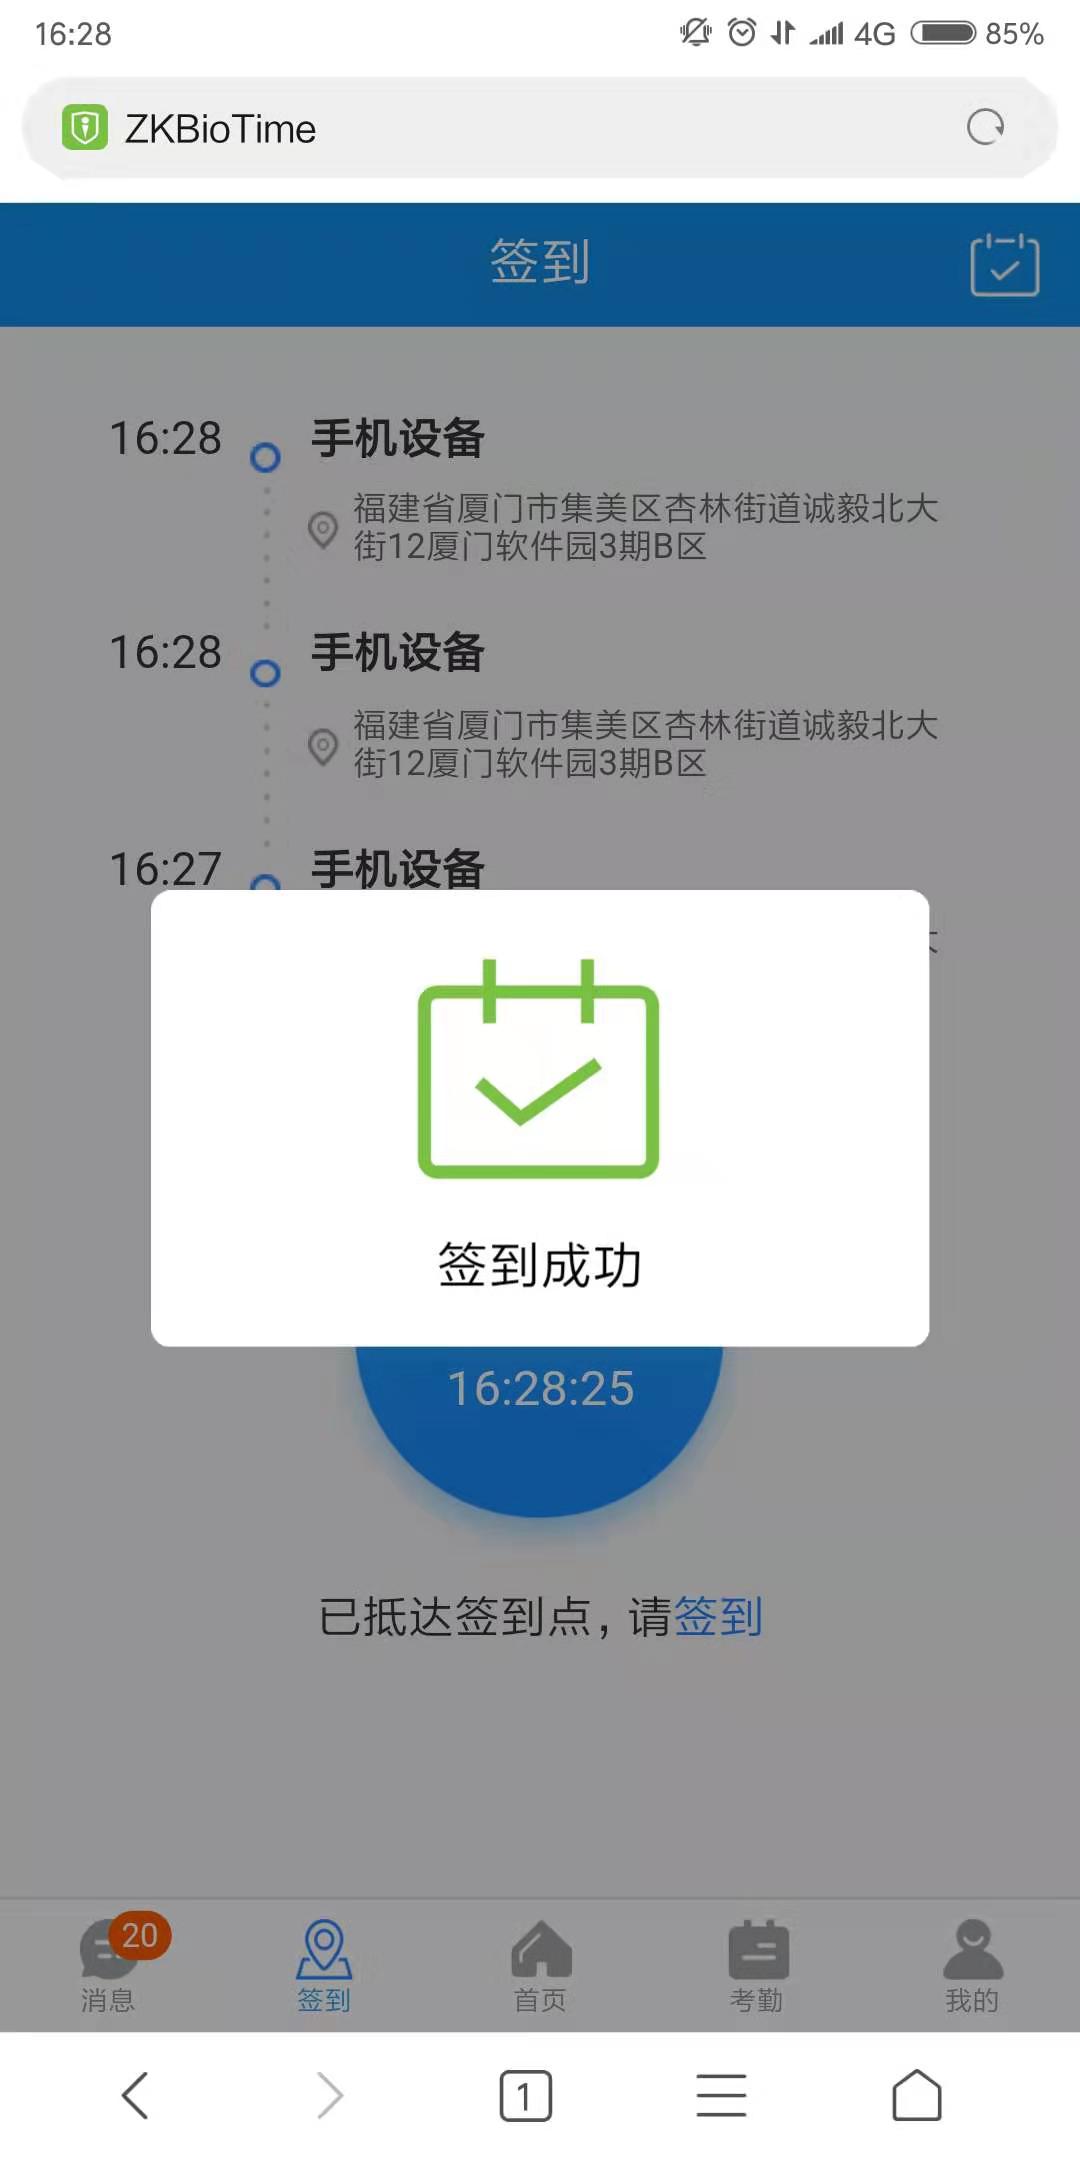 16:28
4G
85%
ZKBioTime
签到
16:28
手机设备
福建省厦门市集美区杏林街道诚毅北大
街12厦门软件园3期B区
16:28
手机设备
福建省厦门市集美区杏林街道诚毅北大
街12厦门软件园3期B区
16:27
手机设备
签到成功
16:28:25
已抵达签到点，请签到
20
消息
签到
首页
考勤
我的
1